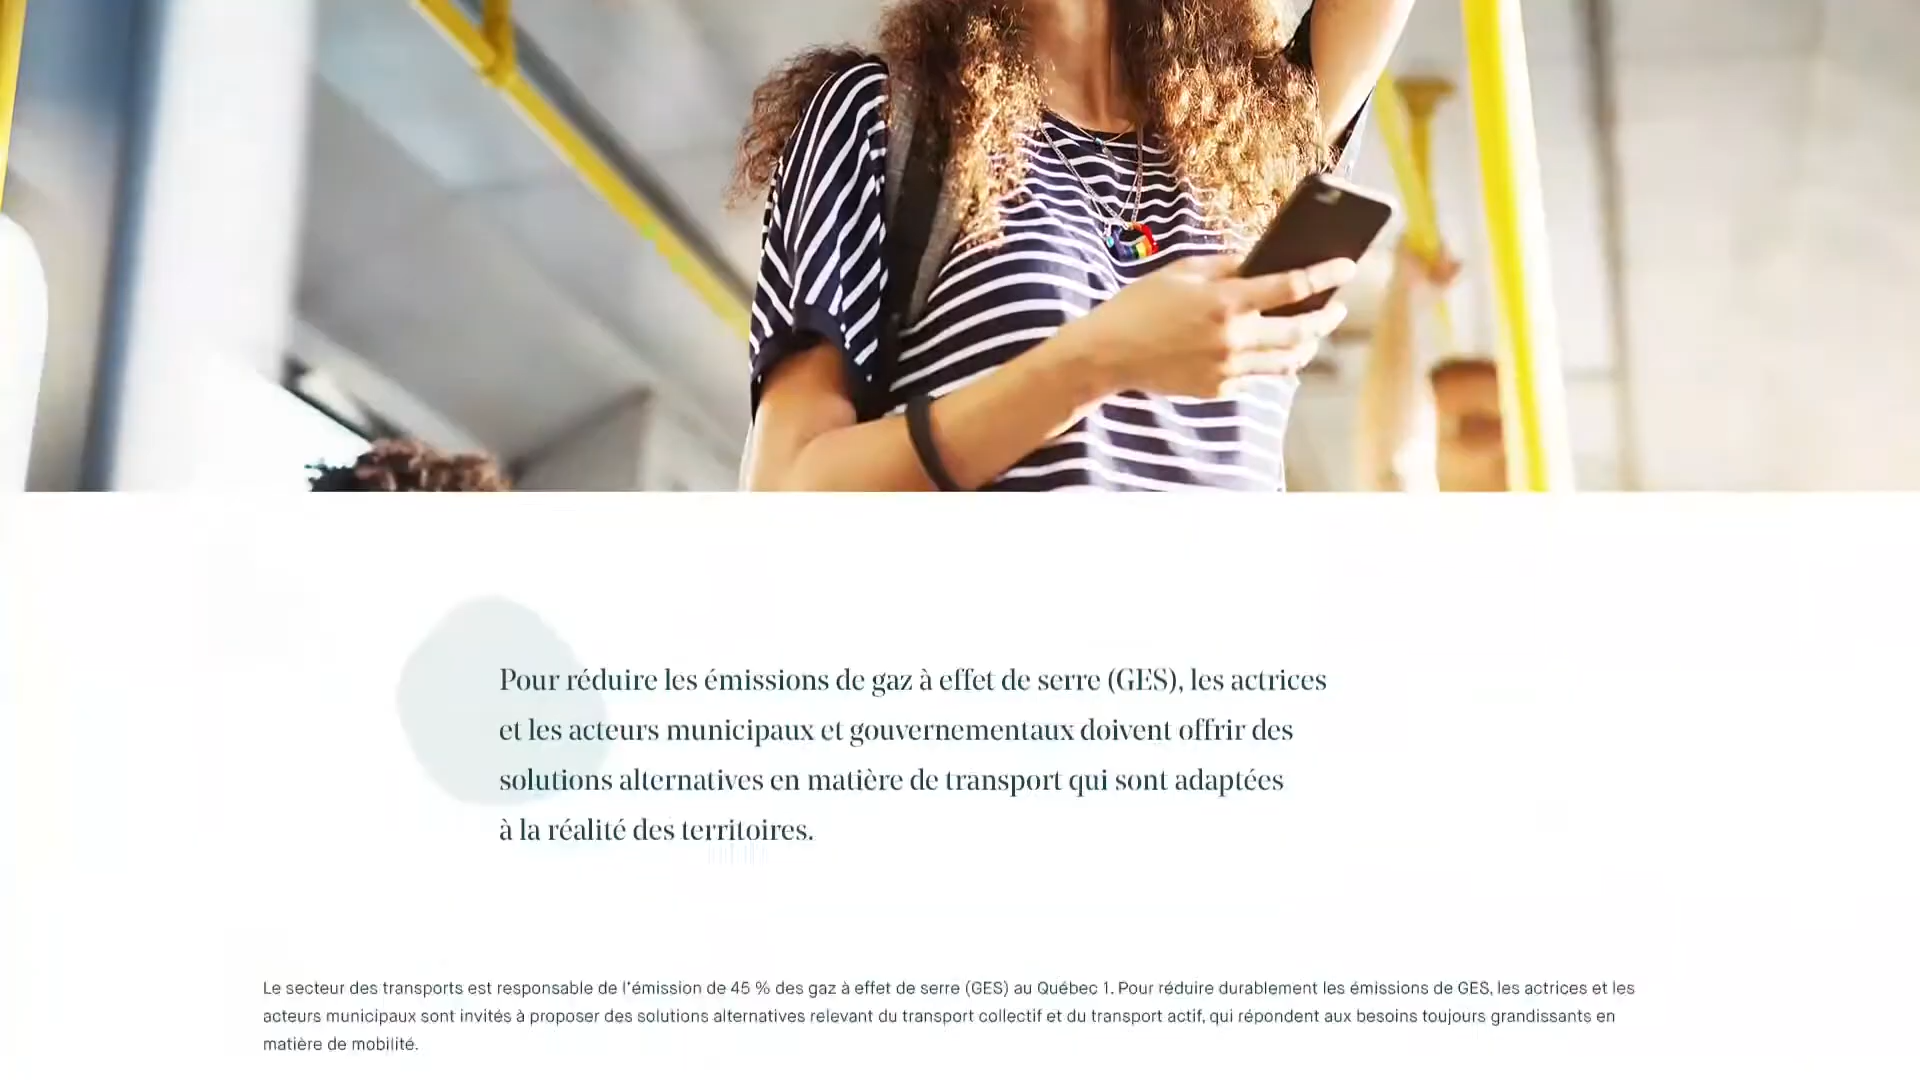 Pour réduire les émissions de gaz à effet de serre (GES), les actrices
et les acteurs municipaux et gouvernementaux doivent offrir des
solutions alternatives en matière de transport qui sont adaptées
à la réalité des territoires.
Le secteur des transports est responsable de l'émission de 45 % des gaz à effet de serre (GES) au Québec 1. Pour réduire durablement les émissions de GES, les actrices et les
acteurs municipaux sont invités à proposer des solutions alternatives relevant du transport collectif et du transport actif, qui répondent aux besoins toujours grandissants en
matière de mobilité.